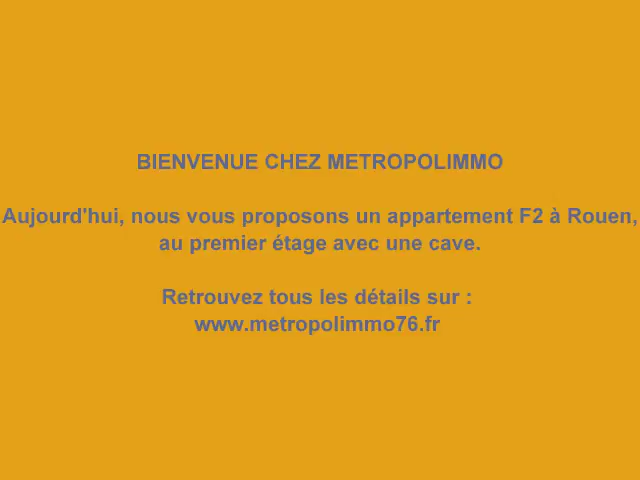 BIENVENUE CHEZ METROPOLIMMO
Aujourd'hui, nous vous proposons un appartement F2 à Rouen,
au premier étage avec une cave.
Retrouvez tous les détails sur :
www.metropolimmo76.fr